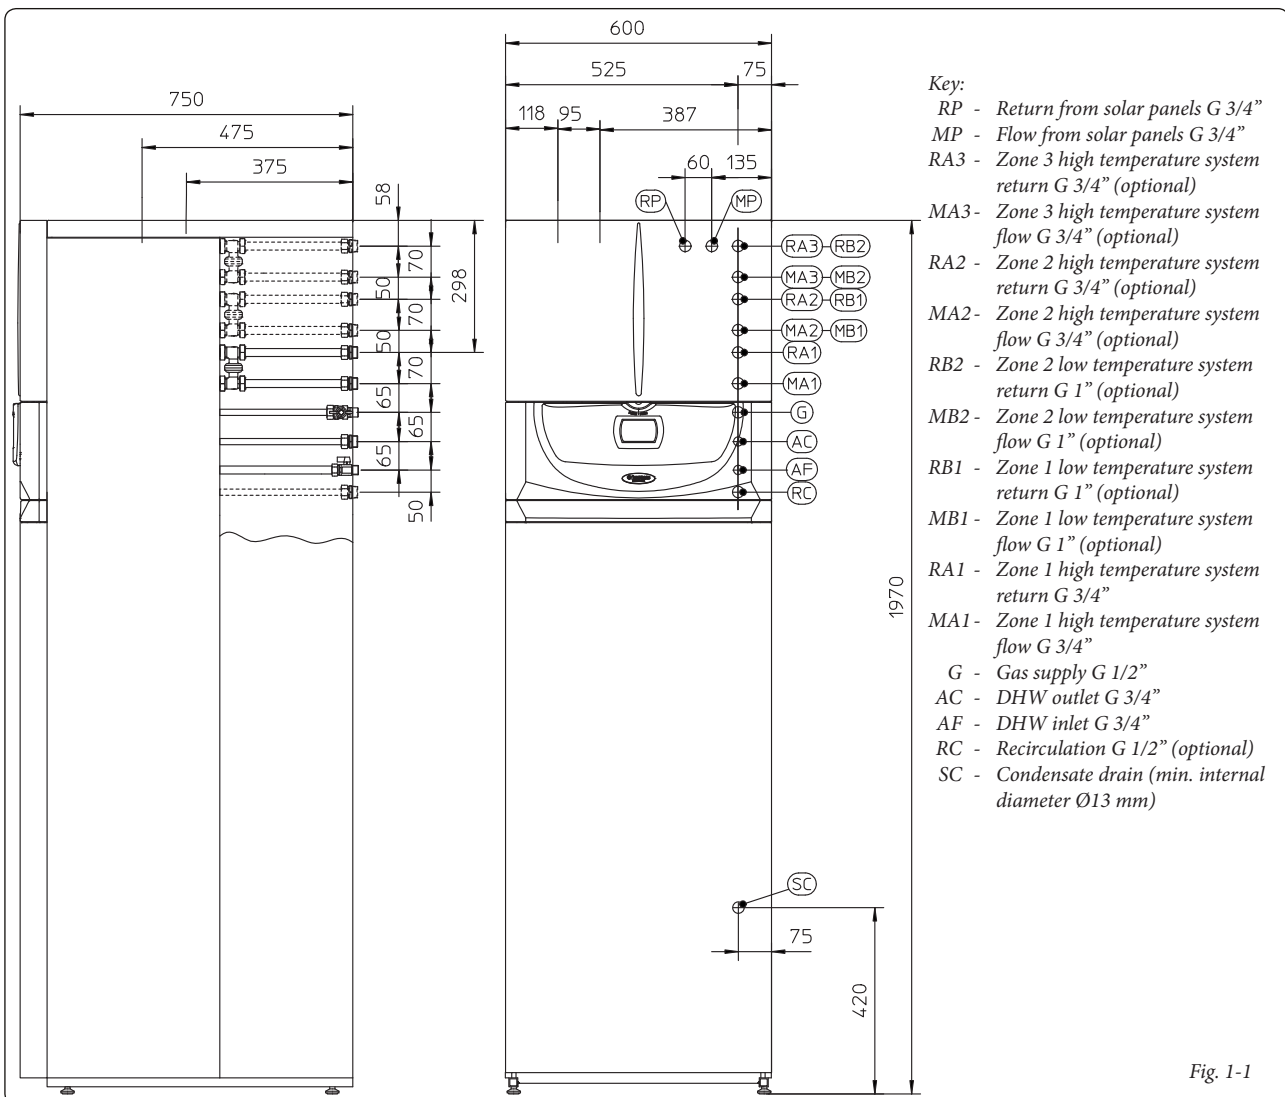 600
525
75
750
118
95
387
475
60
135
375
58
RP
MP
RA3
RB2
70
MA3
MB2
50
298
RA2
RB1
70
MA2
MB1
50
RA1
70
MA1
65
G
65
AC
65
AF
RC
50
1970
SC
75
420
Key:
RP - Return from solar panels G 3/4”
MP - Flow from solar panels G 3/4”
RA3 - Zone 3 high temperature system
return G 3/4” (optional)
MA3 - Zone 3 high temperature system
flow G 3/4” (optional)
RA2 - Zone 2 high temperature system
return G 3/4” (optional)
MA2 - Zone 2 high temperature system
flow G 3/4” (optional)
RB2 - Zone 2 low temperature system
return G 1” (optional)
MB2 - Zone 2 low temperature system
flow G 1” (optional)
RB1 - Zone 1 low temperature system
return G 1” (optional)
MB1 - Zone 1 low temperature system
flow G 1” (optional)
RA1 - Zone 1 high temperature system
return G 3/4”
MA1 - Zone 1 high temperature system
flow G 3/4”
G - Gas supply G 1/2”
AC - DHW outlet G 3/4”
AF - DHW inlet G 3/4”
RC - Recirculation G 1/2” (optional)
SC - Condensate drain (min. internal
diameter Ø13 mm)
Fig. 1-1